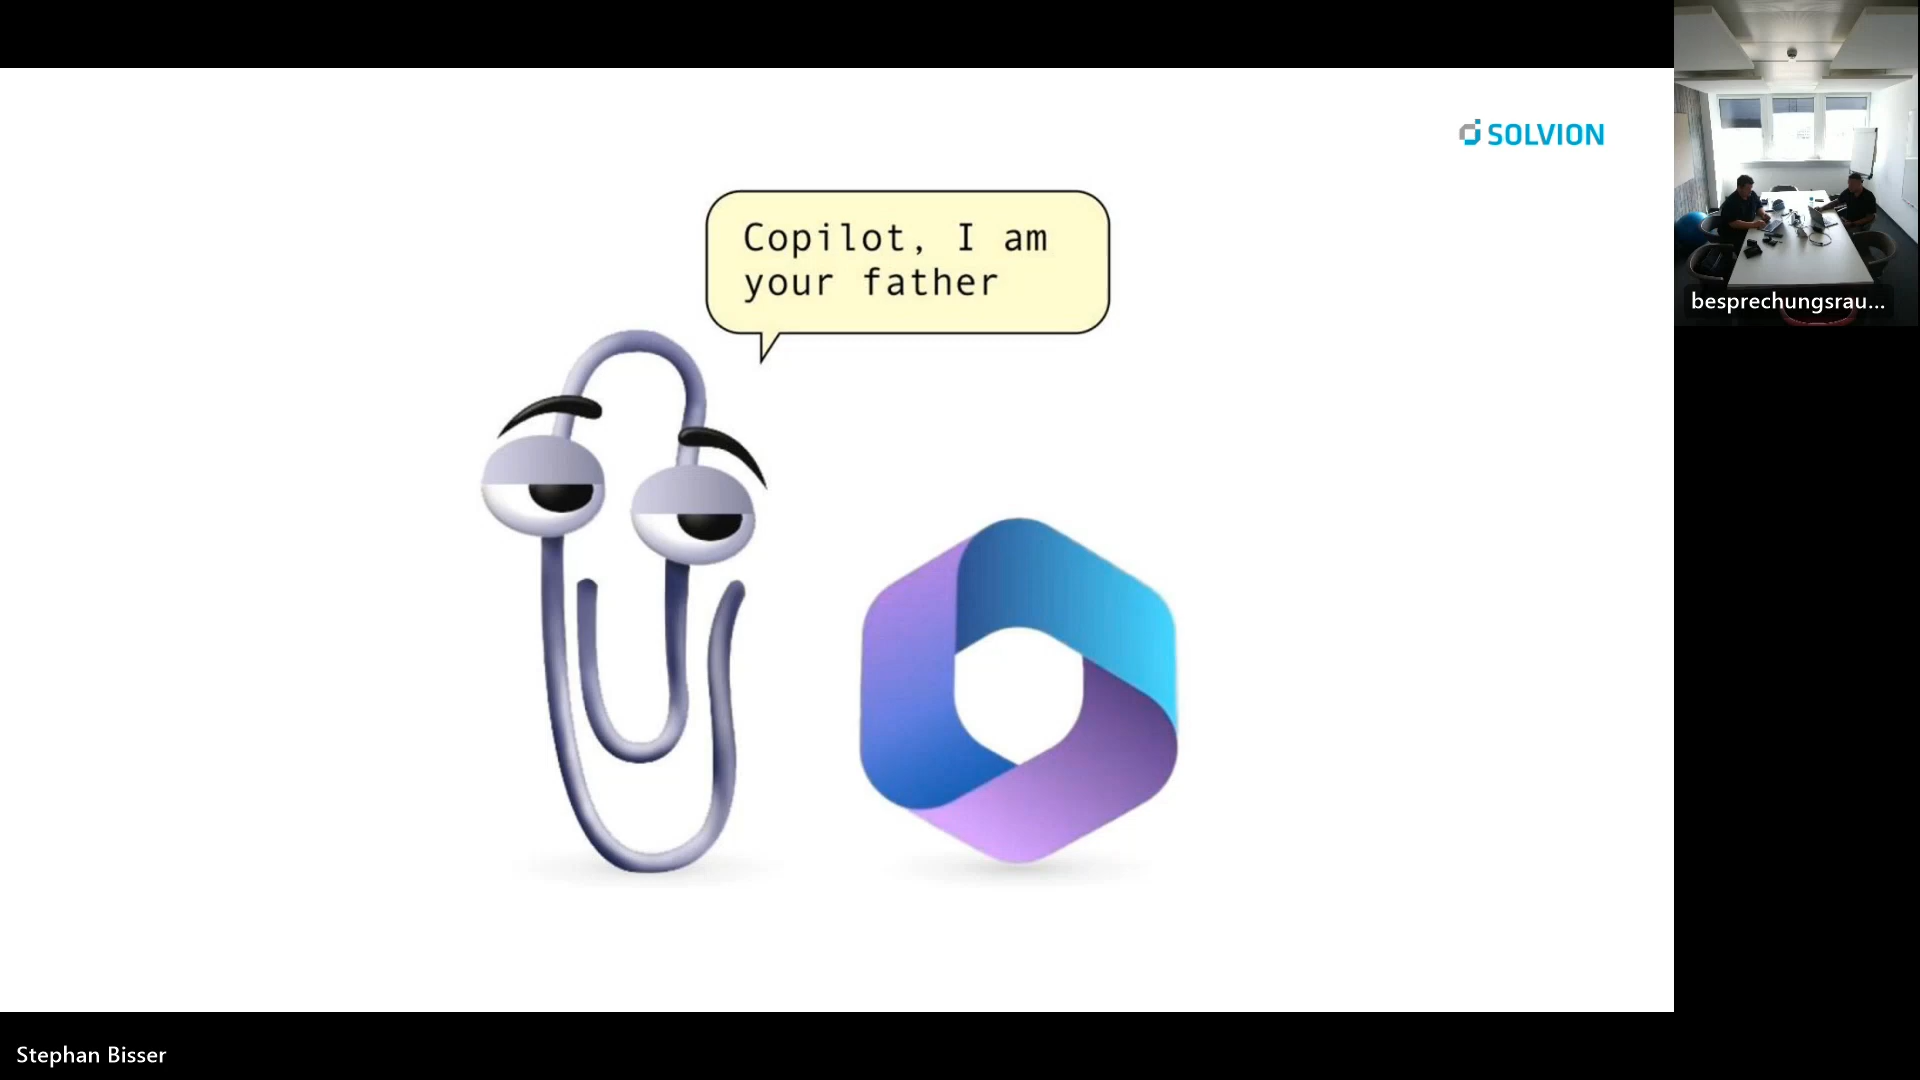 SOLVION
Copilot, I am
your father
besprechungsrau...
Stephan Bisser